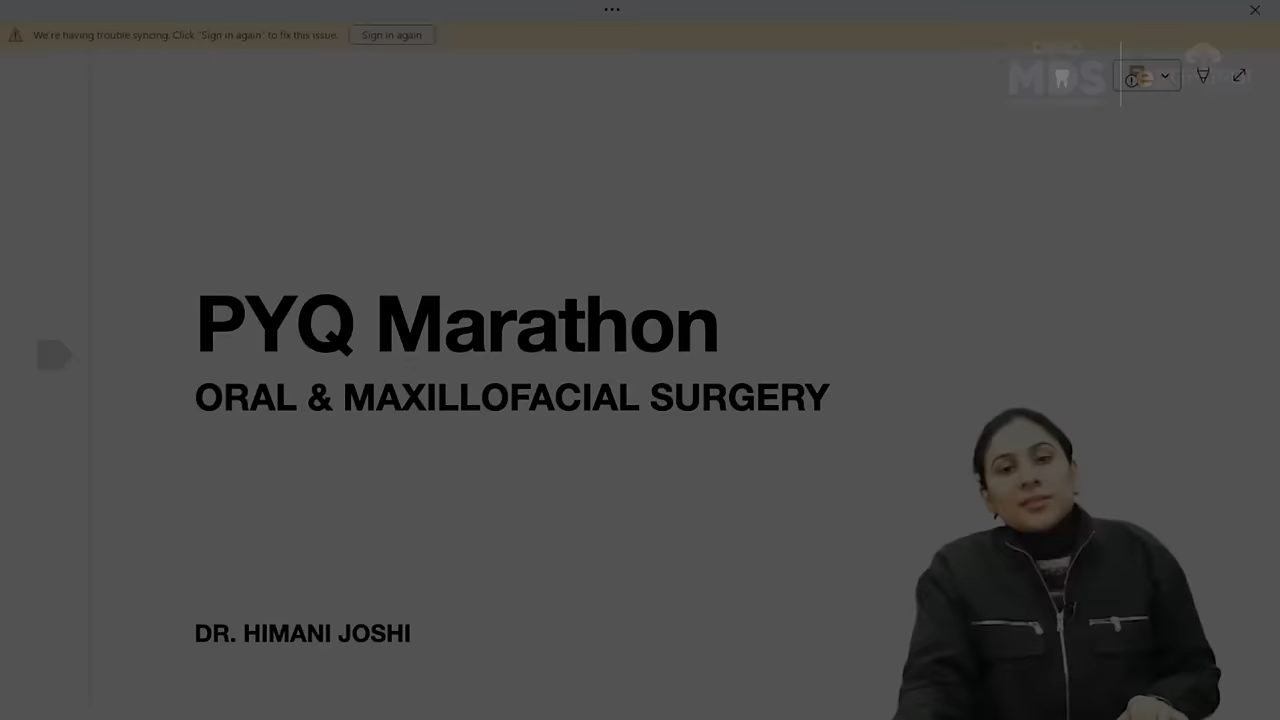 We're having trouble syncing. Click "Sign in again" to fix this issue.
Sign in again
MDS
PYQ Marathon
ORAL & MAXILLOFACIAL SURGERY
DR. HIMANI JOSHI